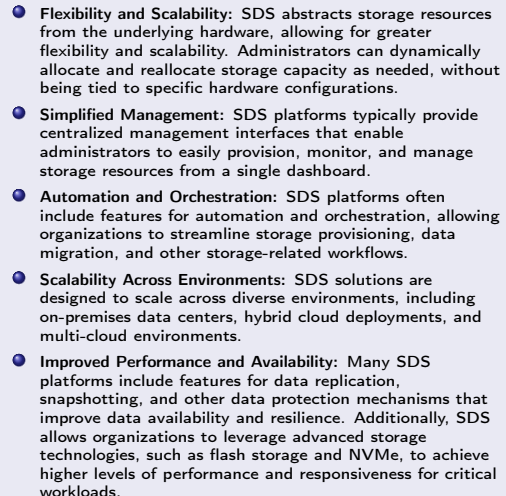 Flexibility and Scalability: SDS abstracts storage resources
from the underlying hardware, allowing for greater
flexibility and scalability. Administrators can dynamically
allocate and reallocate storage capacity as needed, without
being tied to specific hardware configurations.
Simplified Management: SDS platforms typically provide
centralized management interfaces that enable
administrators to easily provision, monitor, and manage
storage resources from a single dashboard.
Automation and Orchestration: SDS platforms often
include features for automation and orchestration, allowing
organizations to streamline storage provisioning, data
migration, and other storage-related workflows.
Scalability Across Environments: SDS solutions are
designed to scale across diverse environments, including
on-premises data centers, hybrid cloud deployments, and
multi-cloud environments.
Improved Performance and Availability: Many SDS
platforms include features for data replication,
snapshotting, and other data protection mechanisms that
improve data availability and resilience. Additionally, SDS
allows organizations to leverage advanced storage
technologies, such as flash storage and NVMe, to achieve
higher levels of performance and responsiveness for critical
workloads.